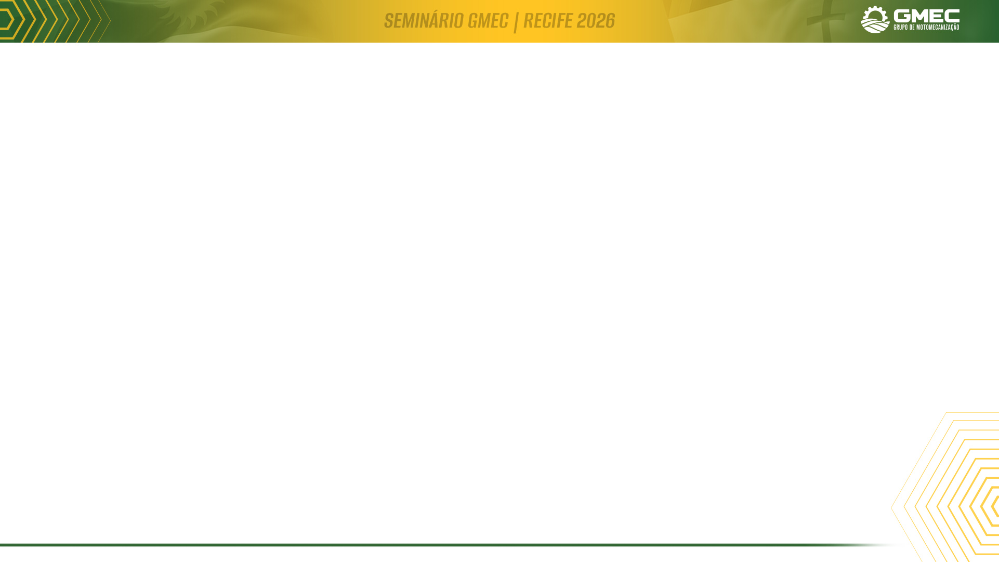 SEMINÁRIO GMEC | RECIFE 2026
GMEC
GRUPO DE MOTOMECANIZAÇÃO